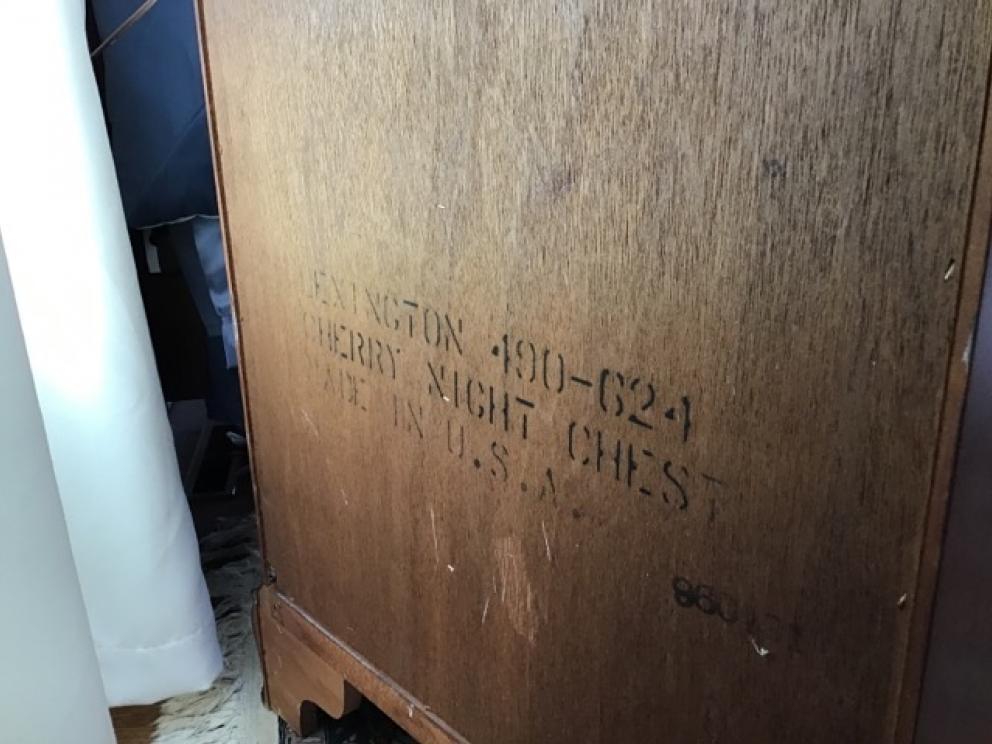 LEXINGTON 490-624
CHERRY NIGHT CHEST
MADE IN U.S.A.